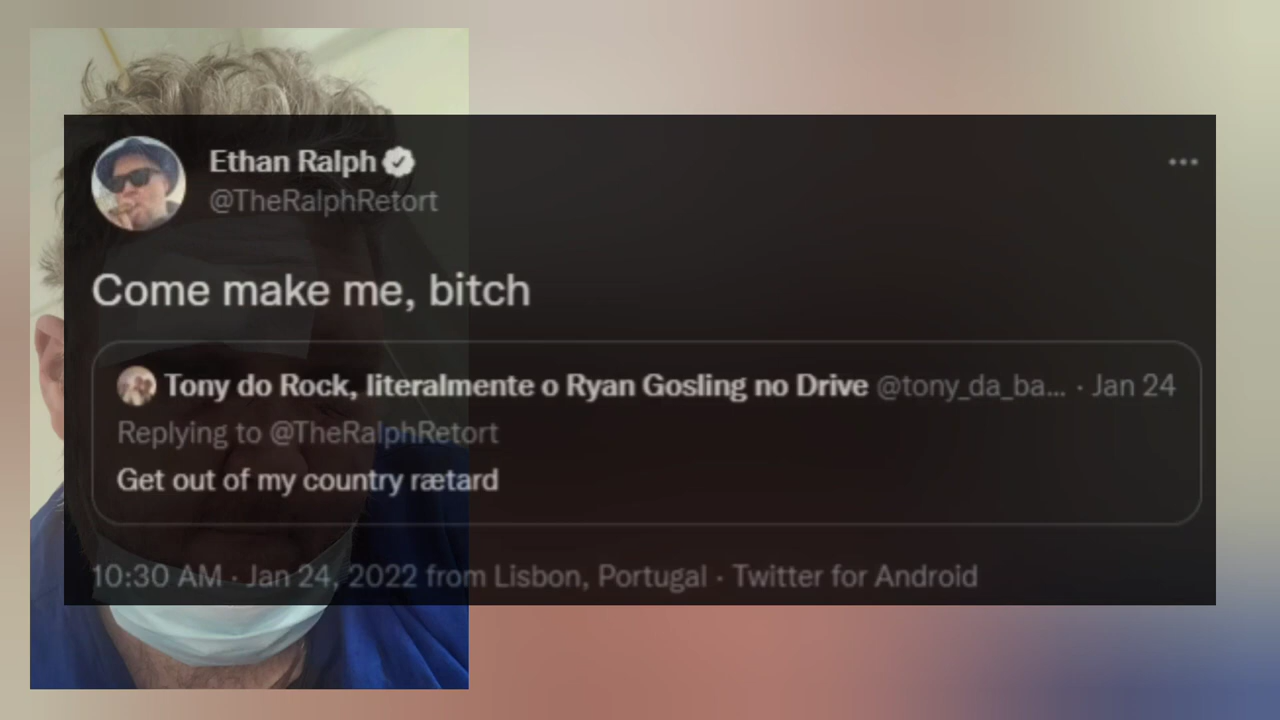 Ethan Ralph
@TheRalphRetort
Come make me, bitch
Tony do Rock, literalmente o Ryan Gosling no Drive @tony_da_ba... · Jan 24
Replying to @TheRalphRetort
Get out of my country rætard
10:30 AM · Jan 24, 2022 from Lisbon, Portugal · Twitter for Android